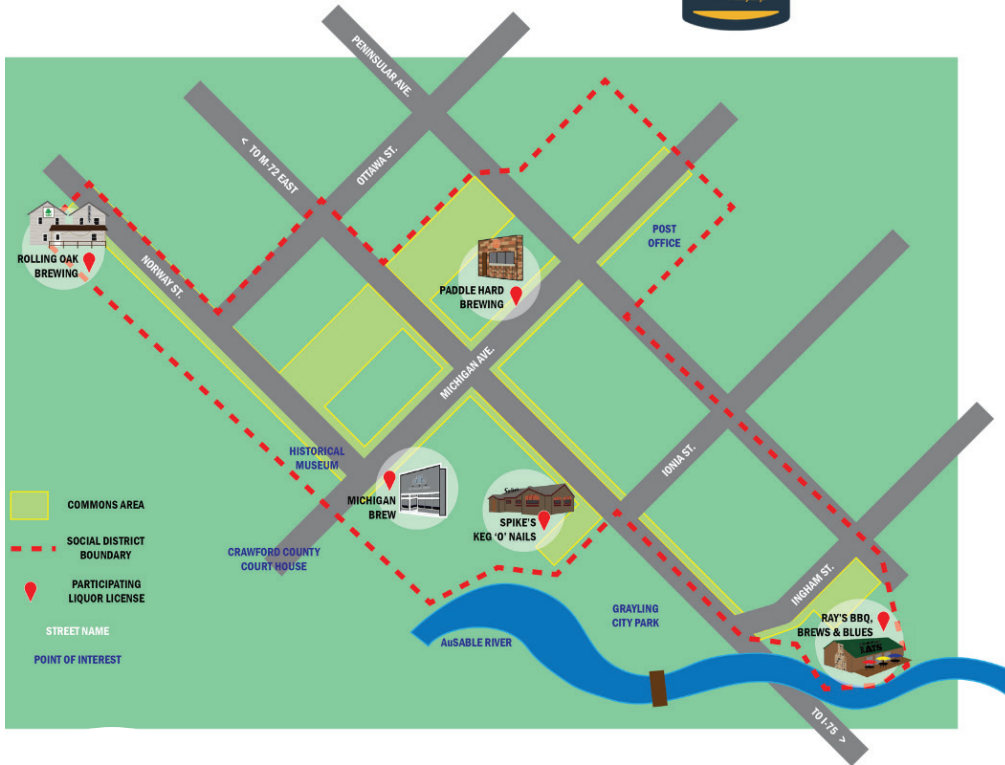 PENINSULAR AVE.
< TO M-72 EAST
OTTAWA ST.
ROLLING OAK
BREWING
NORWAY ST.
POST
OFFICE
PADDLE HARD
BREWING
MICHIGAN AVE.
HISTORICAL
MUSEUM
MICHIGAN
BREW
IONIA ST.
SPIKE'S
KEG 'O' NAILS
COMMONS AREA
SOCIAL DISTRICT
BOUNDARY
CRAWFORD COUNTY
COURT HOUSE
PARTICIPATING
LIQUOR LICENSE
INGHAM ST.
STREET NAME
GRAYLING
CITY PARK
RAY'S BBQ,
BREWS & BLUES
AuSABLE RIVER
POINT OF INTEREST
TO I-75 >